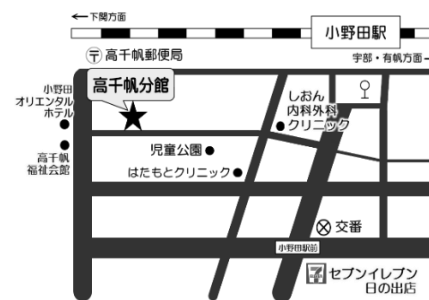 ←下関方面
小野田駅
宇部・有帆方面→
〒高千帆郵便局
高千帆分館
小野田
オリエンタル
ホテル
しおん
内科外科
クリニック
高千帆
福祉会館
児童公園
はたもとクリニック
交番
小野田駅前
セブンイレブン
日の出店